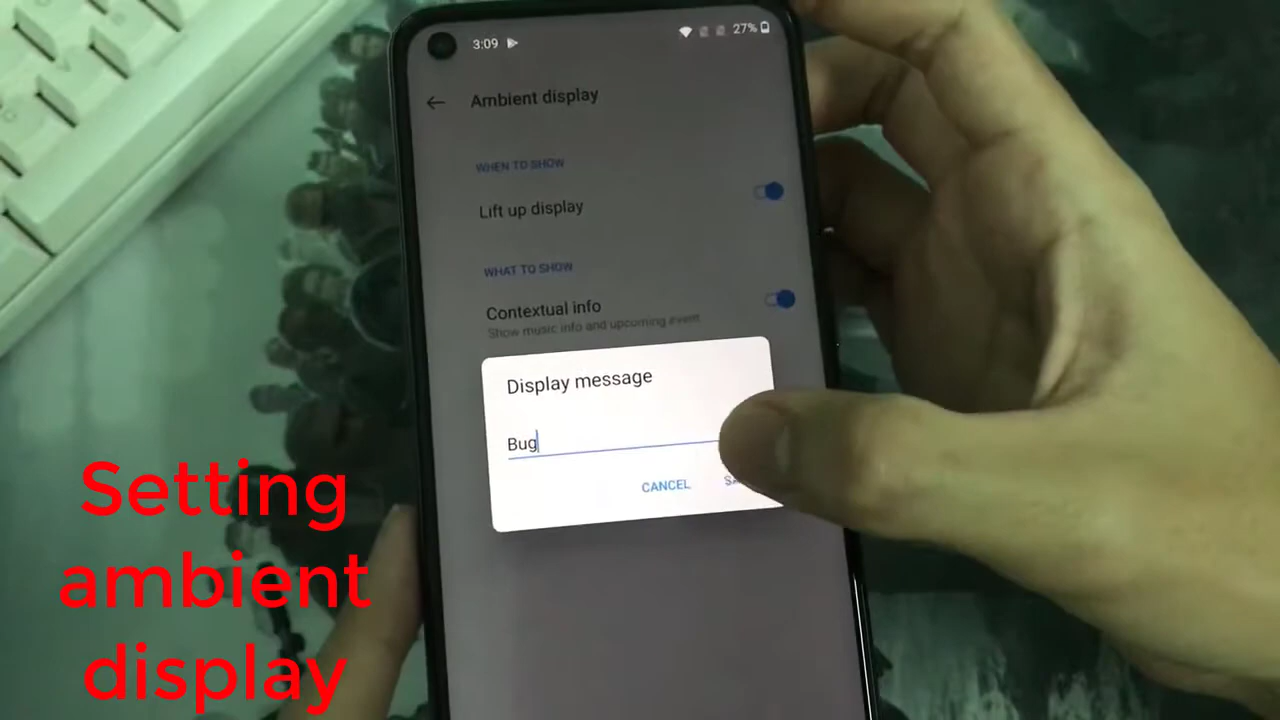 3:09
27%
Ambient display
WHEN TO SHOW
Lift up display
WHAT TO SHOW
Contextual info
Show music info and upcoming event
Display message
Bug
CANCEL
Setting
ambient
display